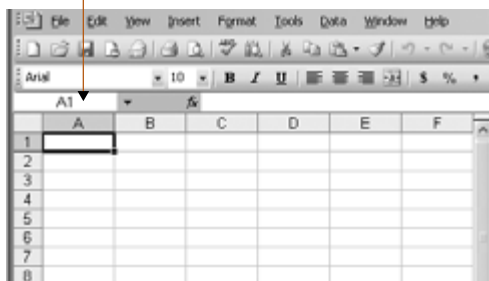 File Edit View Insert Format Tools Data Window Help
Arial 10 B I U $ % ,
A1 fx
A B C D E F
1
2
3
4
5
6
7
8